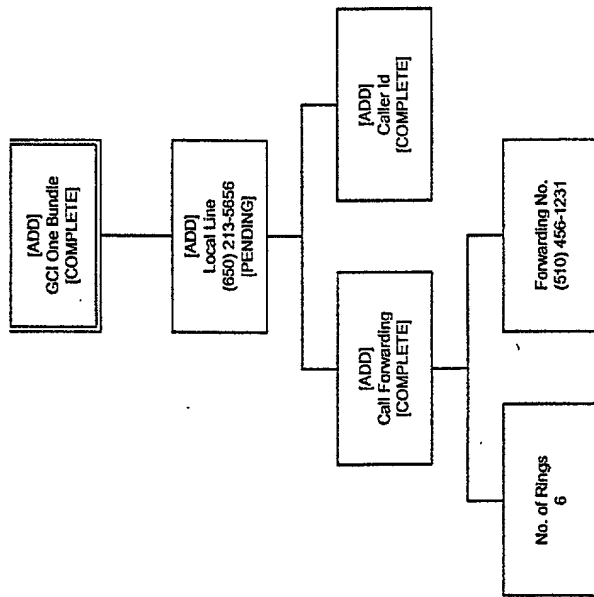 [ADD]
GCI One Bundle
[COMPLETE]
[ADD]
Local Line
(650) 213-5656
[PENDING]
[ADD]
Call Forwarding
[COMPLETE]
[ADD]
Caller Id
[COMPLETE]
No. of Rings
6
Forwarding No.
(510) 456-1231